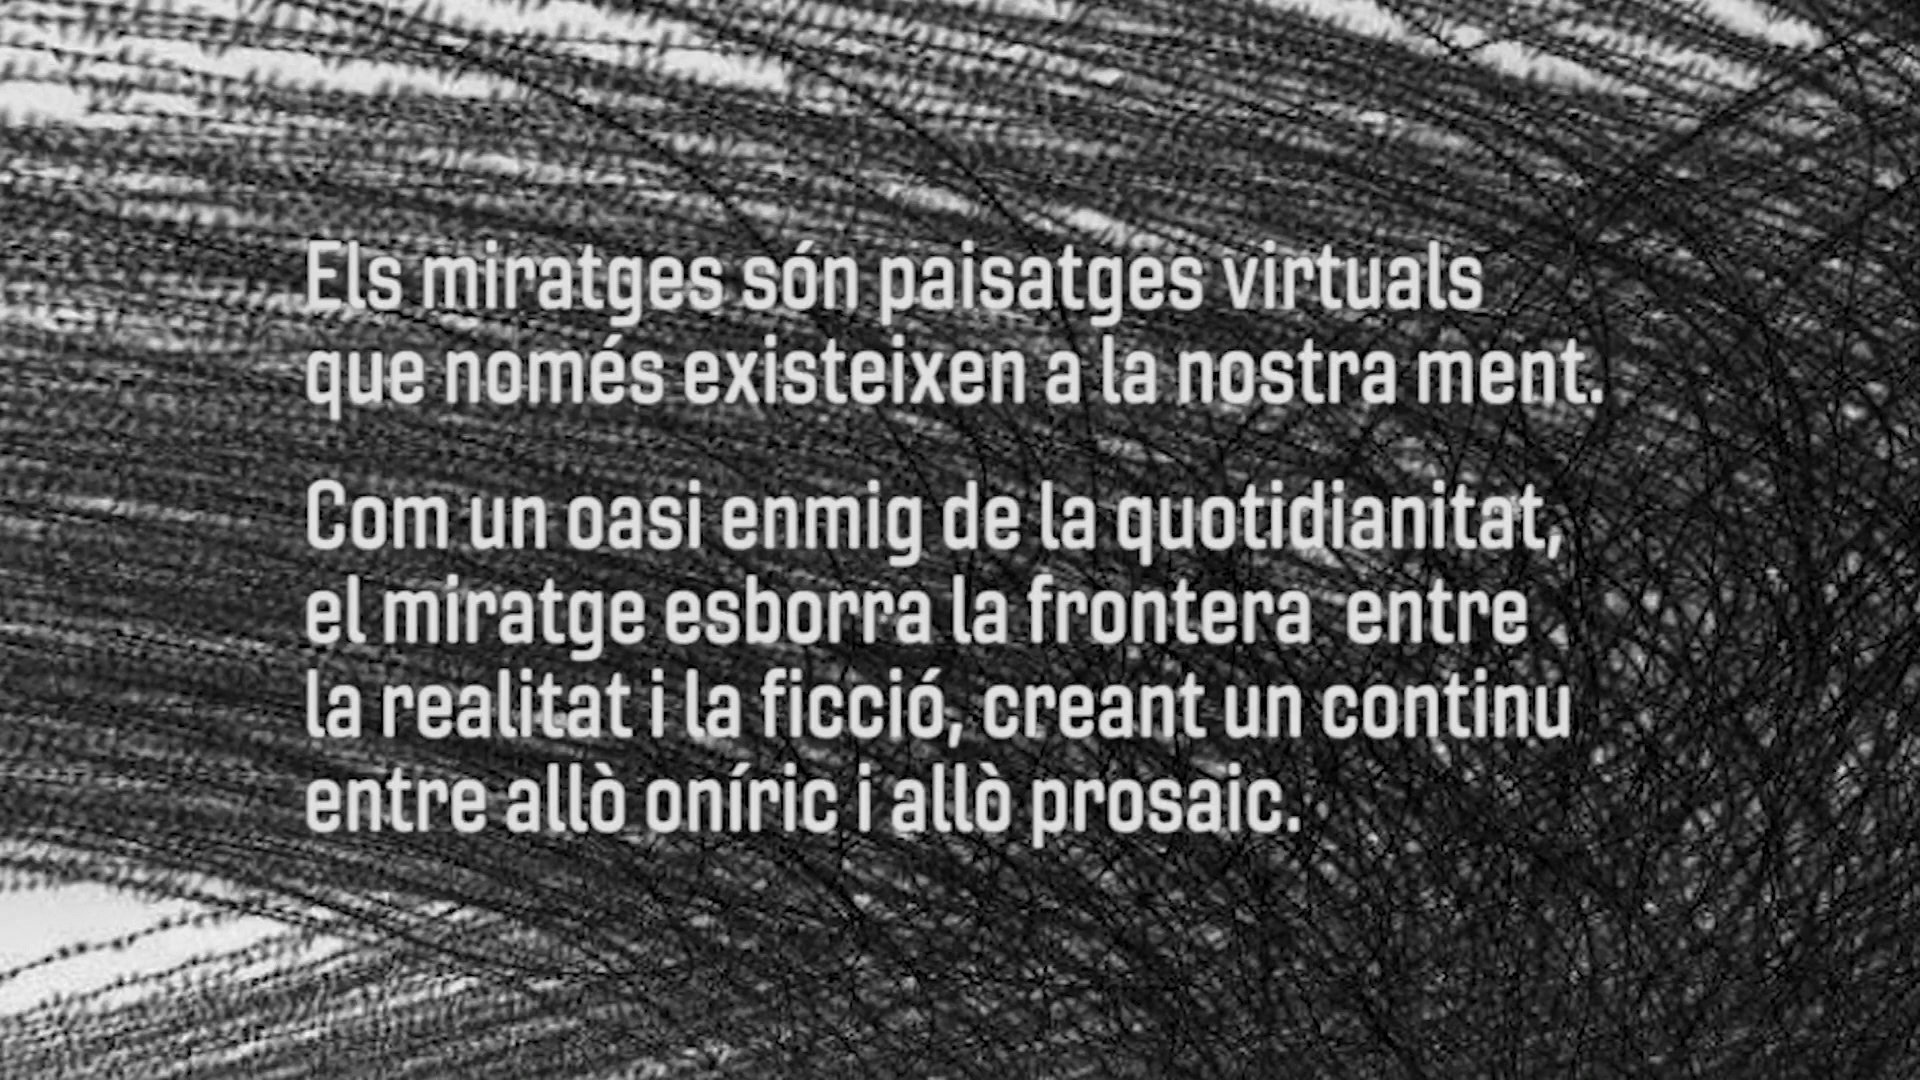 Els miratges són paisatges virtuals
que només existeixen a la nostra ment.
Com un oasi enmig de la quotidianitat,
el miratge esborra la frontera  entre
la realitat i la ficció, creant un continu
entre allò oníric i allò prosaic.